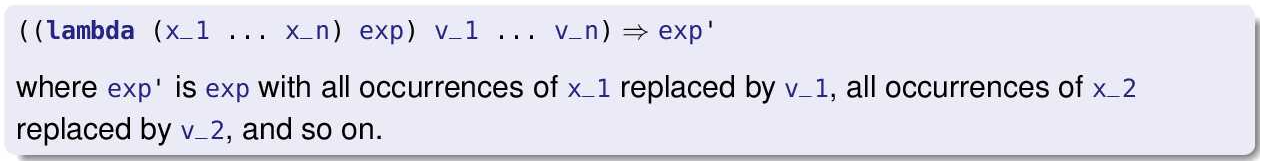 ((lambda (x_1 ... x_n) exp) v_1 ... v_n) ⇒ exp'
where exp' is exp with all occurrences of x_1 replaced by v_1, all occurrences of x_2
replaced by v_2, and so on.